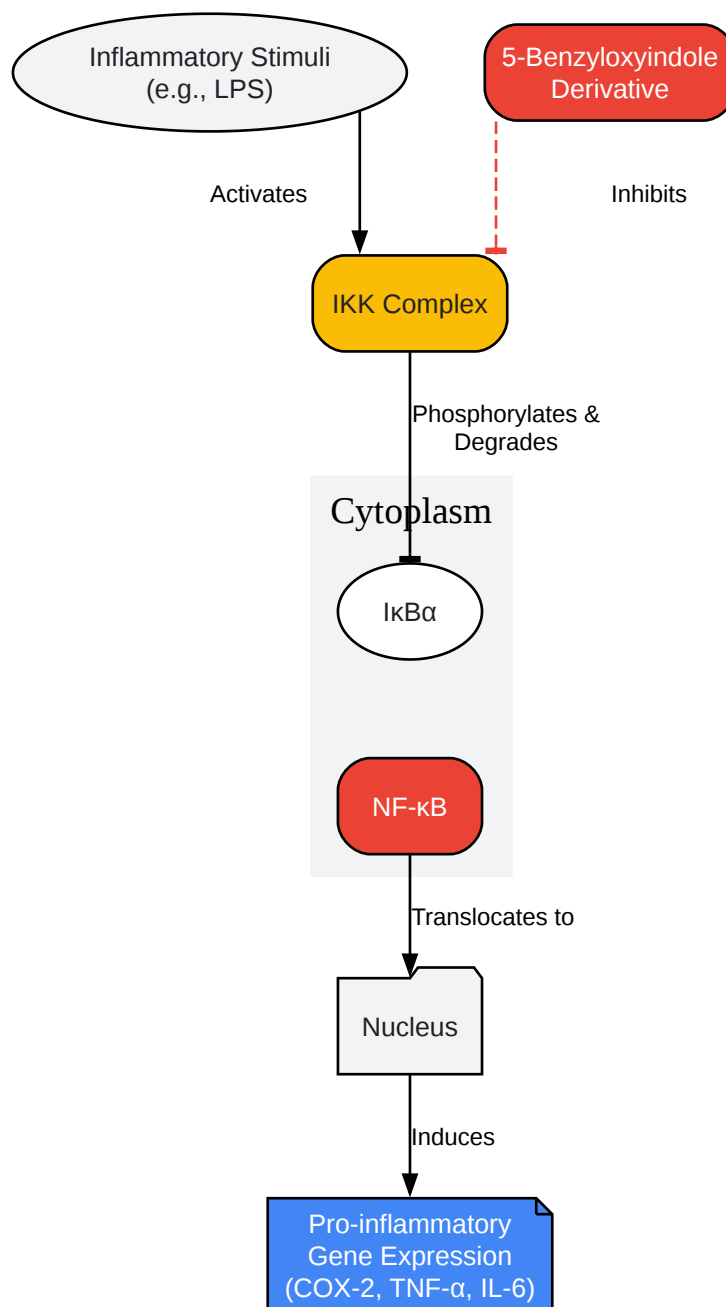 Inflammatory Stimuli
(e.g., LPS)
5-Benzyloxyindole
Derivative
Activates
Inhibits
IKK Complex
Phosphorylates &
Degrades
Cytoplasm
IκBα
NF-κB
Translocates to
Nucleus
Induces
Pro-inflammatory
Gene Expression
(COX-2, TNF-α, IL-6)